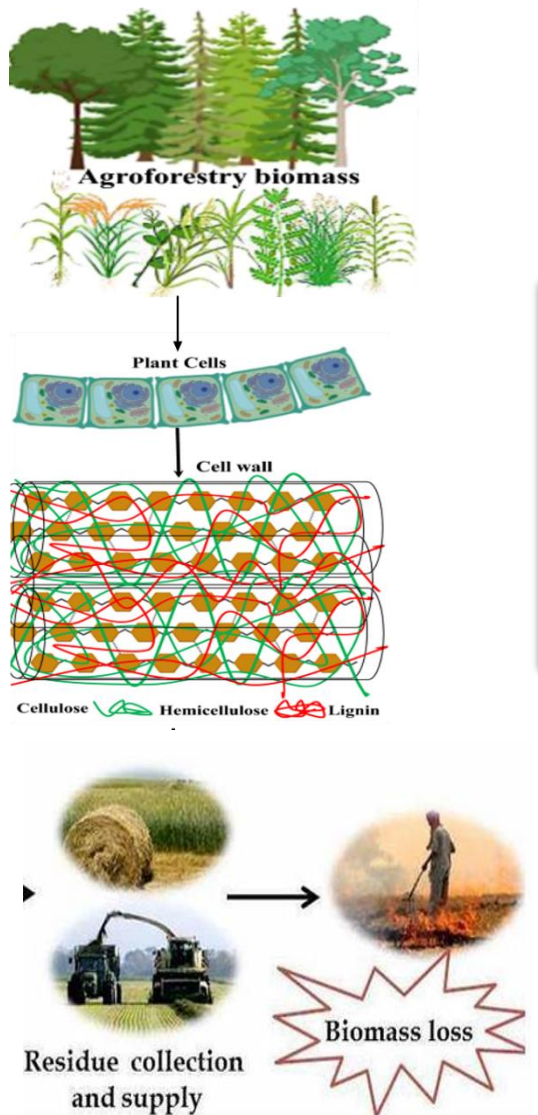 Agroforestry biomass
Plant Cells
Cell wall
Cellulose Hemicellulose Lignin
Residue collection
and supply
Biomass loss